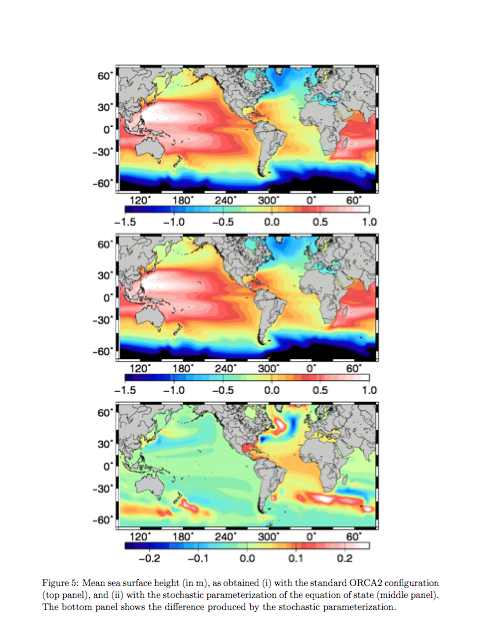 60°
30°
0°
−30°
−60°
120° 180° 240° 300° 0° 60°
−1.5 −1.0 −0.5 0.0 0.5 1.0
60°
30°
0°
−30°
−60°
120° 180° 240° 300° 0° 60°
−1.5 −1.0 −0.5 0.0 0.5 1.0
60°
30°
0°
−30°
−60°
120° 180° 240° 300° 0° 60°
−0.2 −0.1 0.0 0.1 0.2
Figure 5: Mean sea surface height (in m), as obtained (i) with the standard ORCA2 configuration
(top panel), and (ii) with the stochastic parameterization of the equation of state (middle panel).
The bottom panel shows the difference produced by the stochastic parameterization.